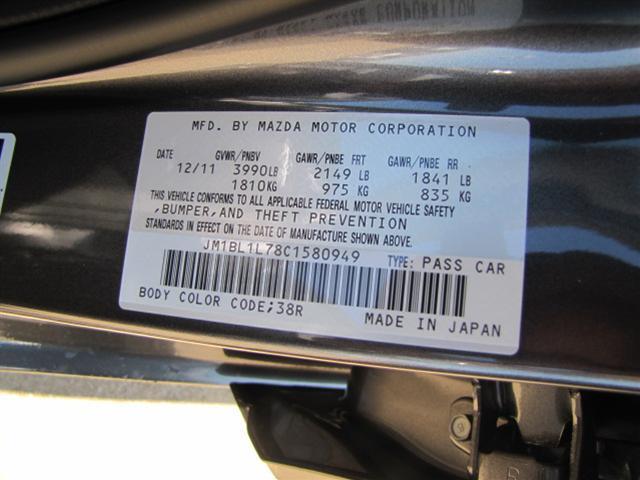 MFD. BY MAZDA MOTOR CORPORATION
DATE GVWR/PNBV GAWR/PNBE FRT GAWR/PNBE RR
12/11 3990LB 2149 LB 1841 LB
1810KG 975 KG 835 KG
THIS VEHICLE CONFORMS TO ALL APPLICABLE FEDERAL MOTOR VEHICLE SAFETY
,BUMPER,AND THEFT PREVENTION
STANDARDS IN EFFECT ON THE DATE OF MANUFACTURE SHOWN ABOVE.
JM1BL1L78C1580949 TYPE: PASS CAR
BODY COLOR CODE;38R
MADE IN JAPAN